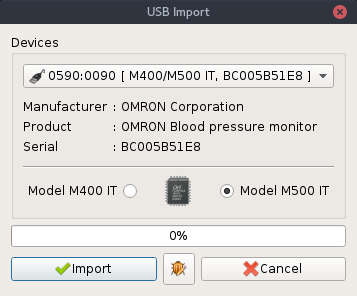 USB Import
Devices
0590:0090 [ M400/M500 IT, BC005B51E8 ]
Manufacturer : OMRON Corporation
Product : OMRON Blood pressure monitor
Serial : BC005B51E8
Model M400 IT Model M500 IT
0%
Import Cancel